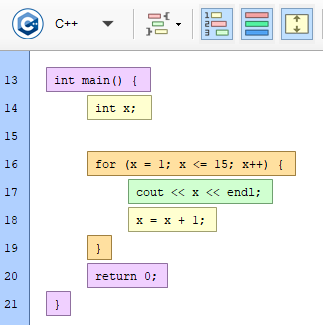 C++
13 int main() {
14 int x;
15
16 for (x = 1; x <= 15; x++) {
17 cout << x << endl;
18 x = x + 1;
19 }
20 return 0;
21 }